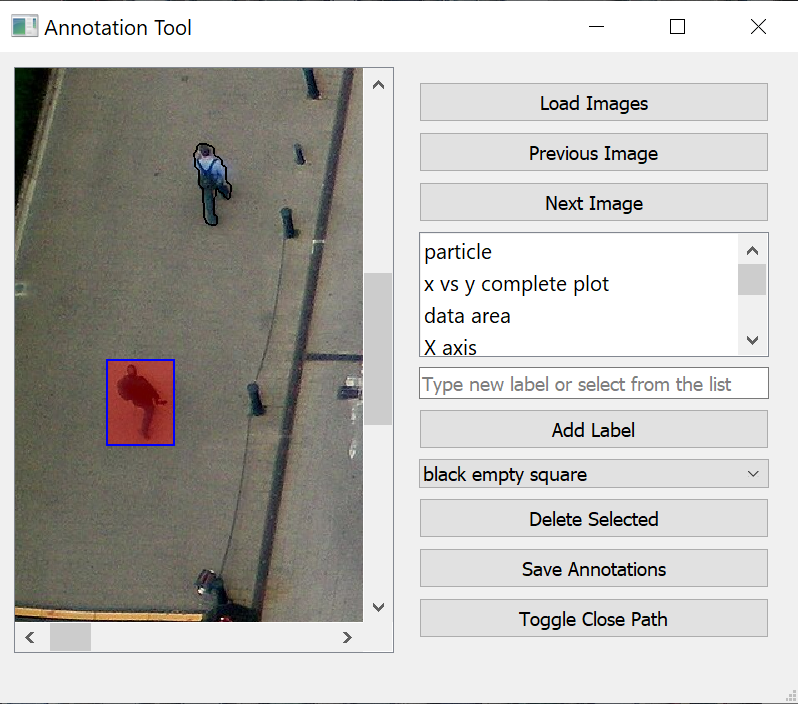 Annotation Tool
Load Images
Previous Image
Next Image
particle
x vs y complete plot
data area
X axis
Type new label or select from the list
Add Label
black empty square
Delete Selected
Save Annotations
Toggle Close Path